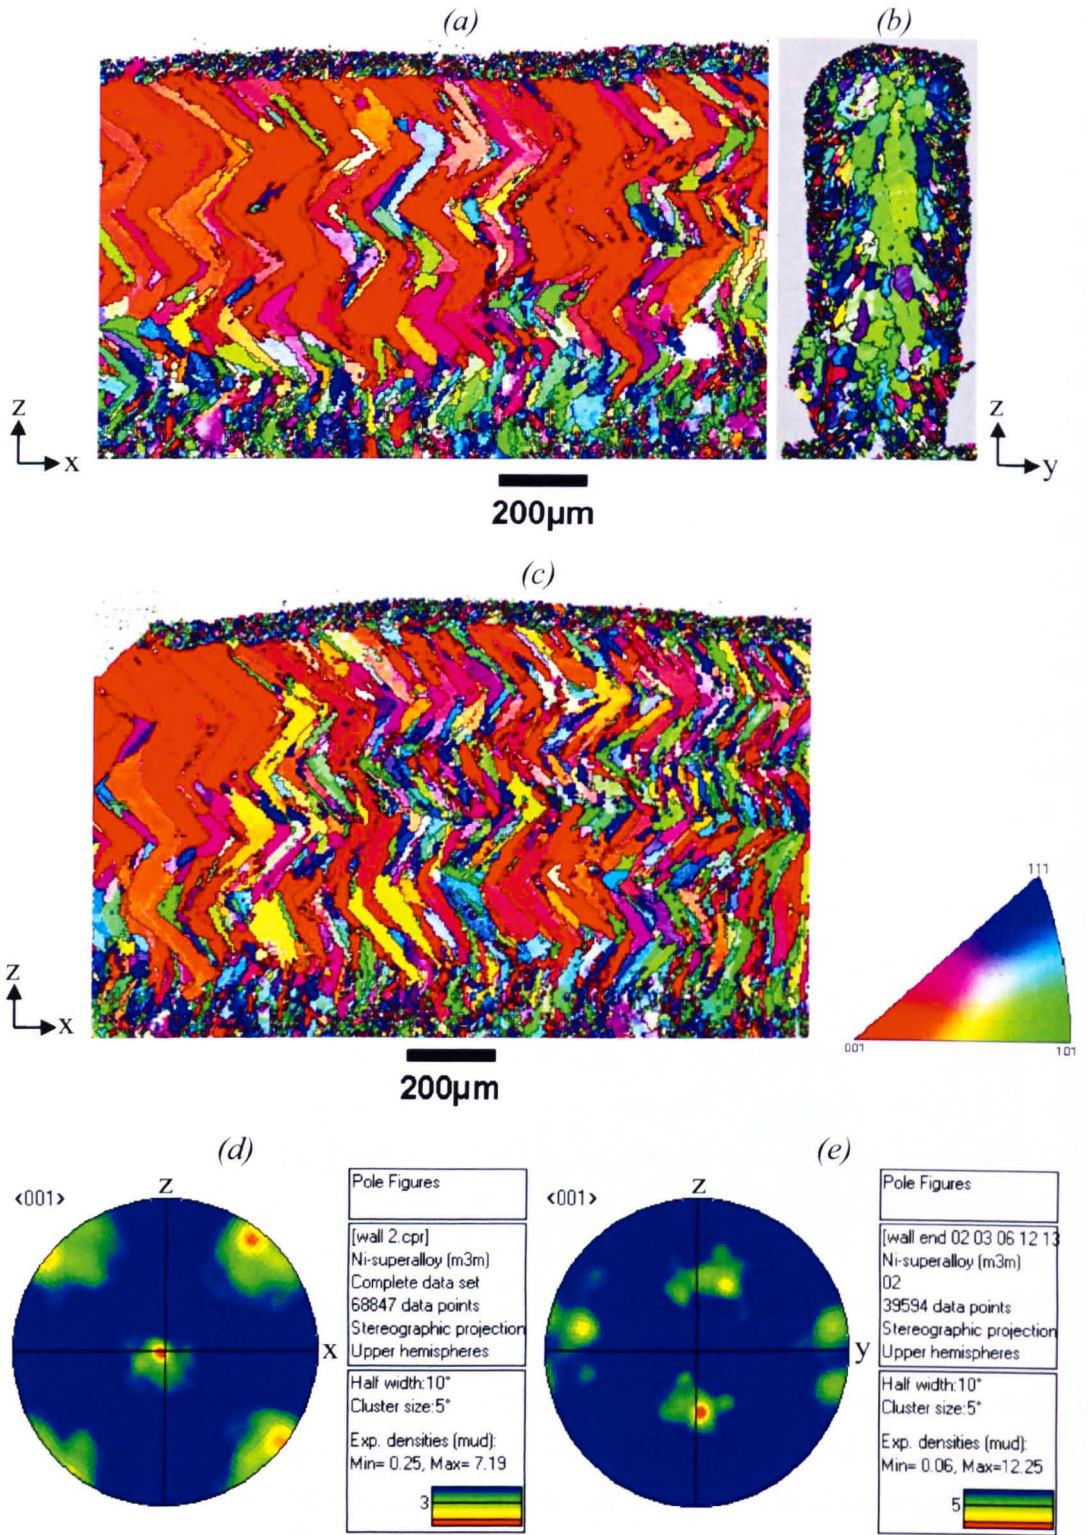 (a)
(b)
z
x
z
y
200μm
(c)
z
x
200μm
111
001
101
(d)
(e)
<001>
z
x
Pole Figures
[wall 2.cpr]
Ni-superalloy (m3m)
Complete data set
68847 data points
Stereographic projection
Upper hemispheres
Half width:10°
Cluster size:5°
Exp. densities (mud):
Min= 0.25, Max= 7.19
3
<001>
z
y
Pole Figures
[wall end 02 03 06 12 13
Ni-superalloy (m3m)
02
39594 data points
Stereographic projection
Upper hemispheres
Half width:10°
Cluster size:5°
Exp. densities (mud):
Min= 0.06, Max=12.25
5